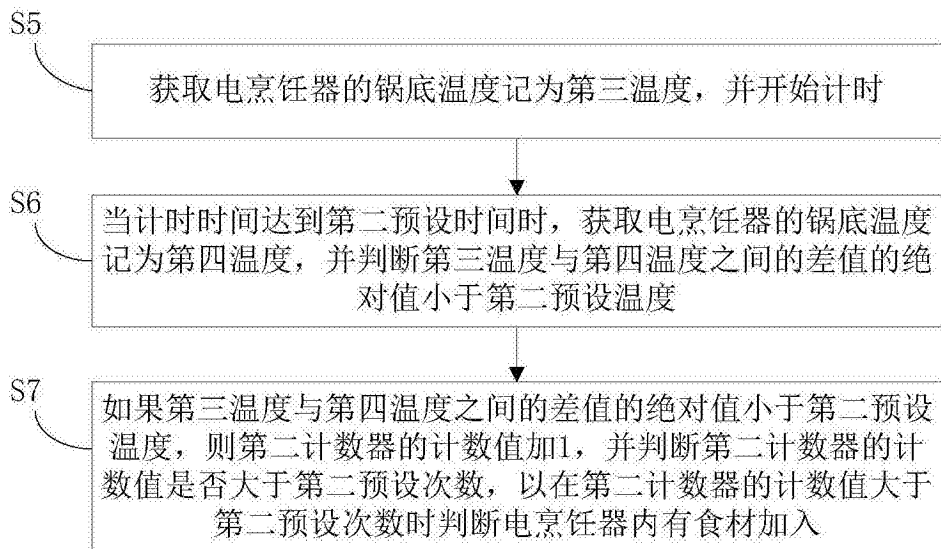 S5
获取电烹饪器的锅底温度记为第三温度，并开始计时
S6
当计时时间达到第二预设时间时，获取电烹饪器的锅底温度
记为第四温度，并判断第三温度与第四温度之间的差值的绝
对值小于第二预设温度
S7
如果第三温度与第四温度之间的差值的绝对值小于第二预设
温度，则第二计数器的计数值加1，并判断第二计数器的计
数值是否大于第二预设次数，以在第二计数器的计数值大于
第二预设次数时判断电烹饪器内有食材加入